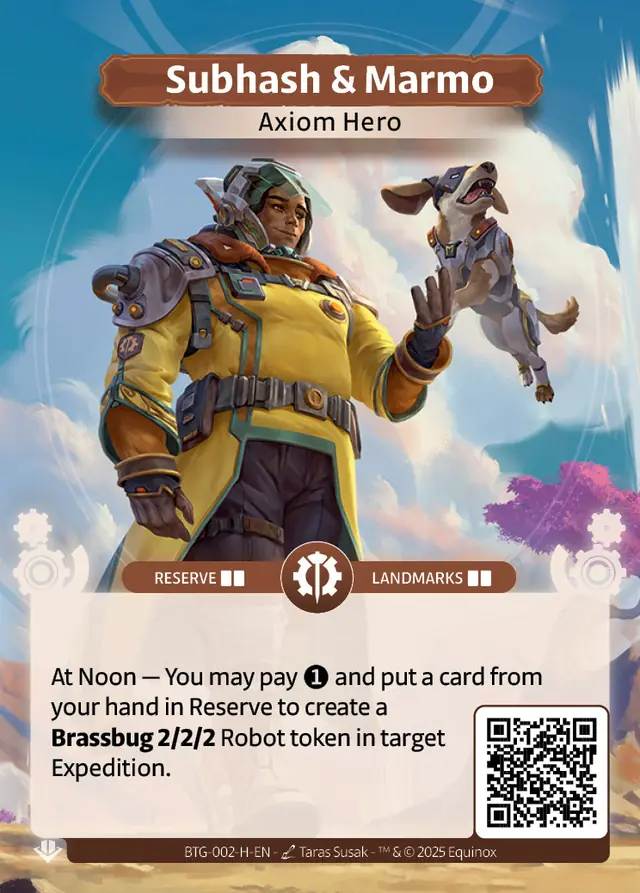 Subhash & Marmo
Axiom Hero
RESERVE
LANDMARKS
At Noon — You may pay ❶ and put a card from
your hand in Reserve to create a
Brassbug 2/2/2 Robot token in target
Expedition.
BTG-002-H-EN - Taras Susak - ™ & © 2025 Equinox